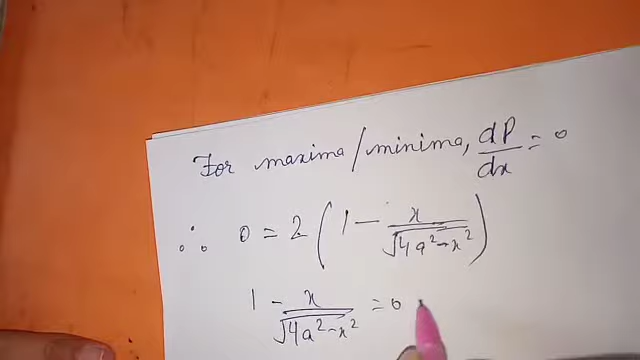 For maxima/minima, dP/dx = 0
∴ 0 = 2(1 - x/√(4a²-x²))
1 - x/√(4a²-x²) = 0